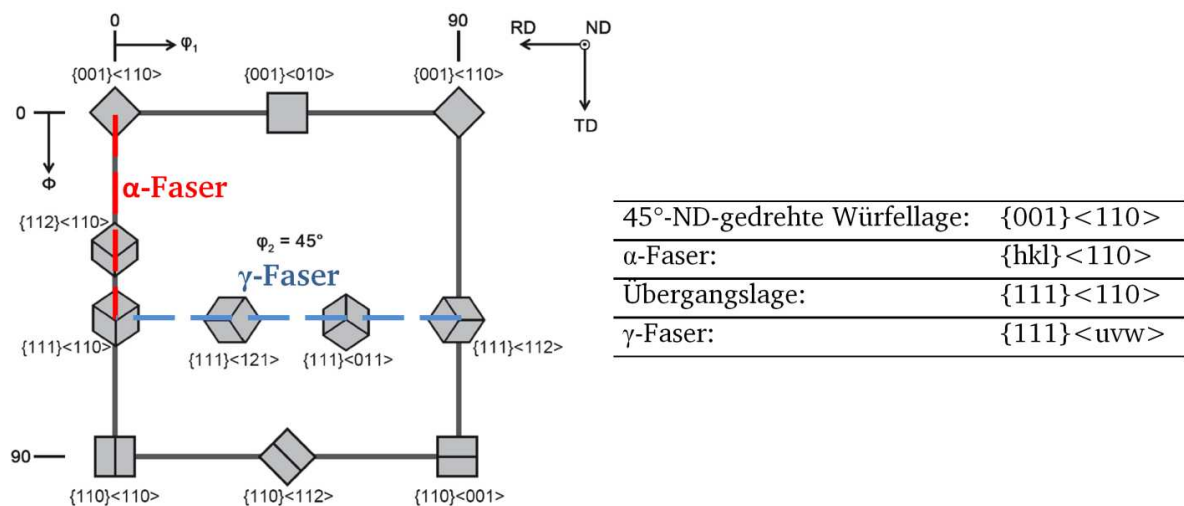 0
90
φ₁
RD
ND
TD
{001}<110>
{001}<010>
{001}<110>
0
Φ
α-Faser
{112}<110>
φ₂ = 45°
γ-Faser
{111}<110>
{111}<121>
{111}<011>
{111}<112>
90
{110}<110>
{110}<112>
{110}<001>
45°-ND-gedrehte Würfellage: {001}<110>
α-Faser: {hkl}<110>
Übergangslage: {111}<110>
γ-Faser: {111}<uvw>